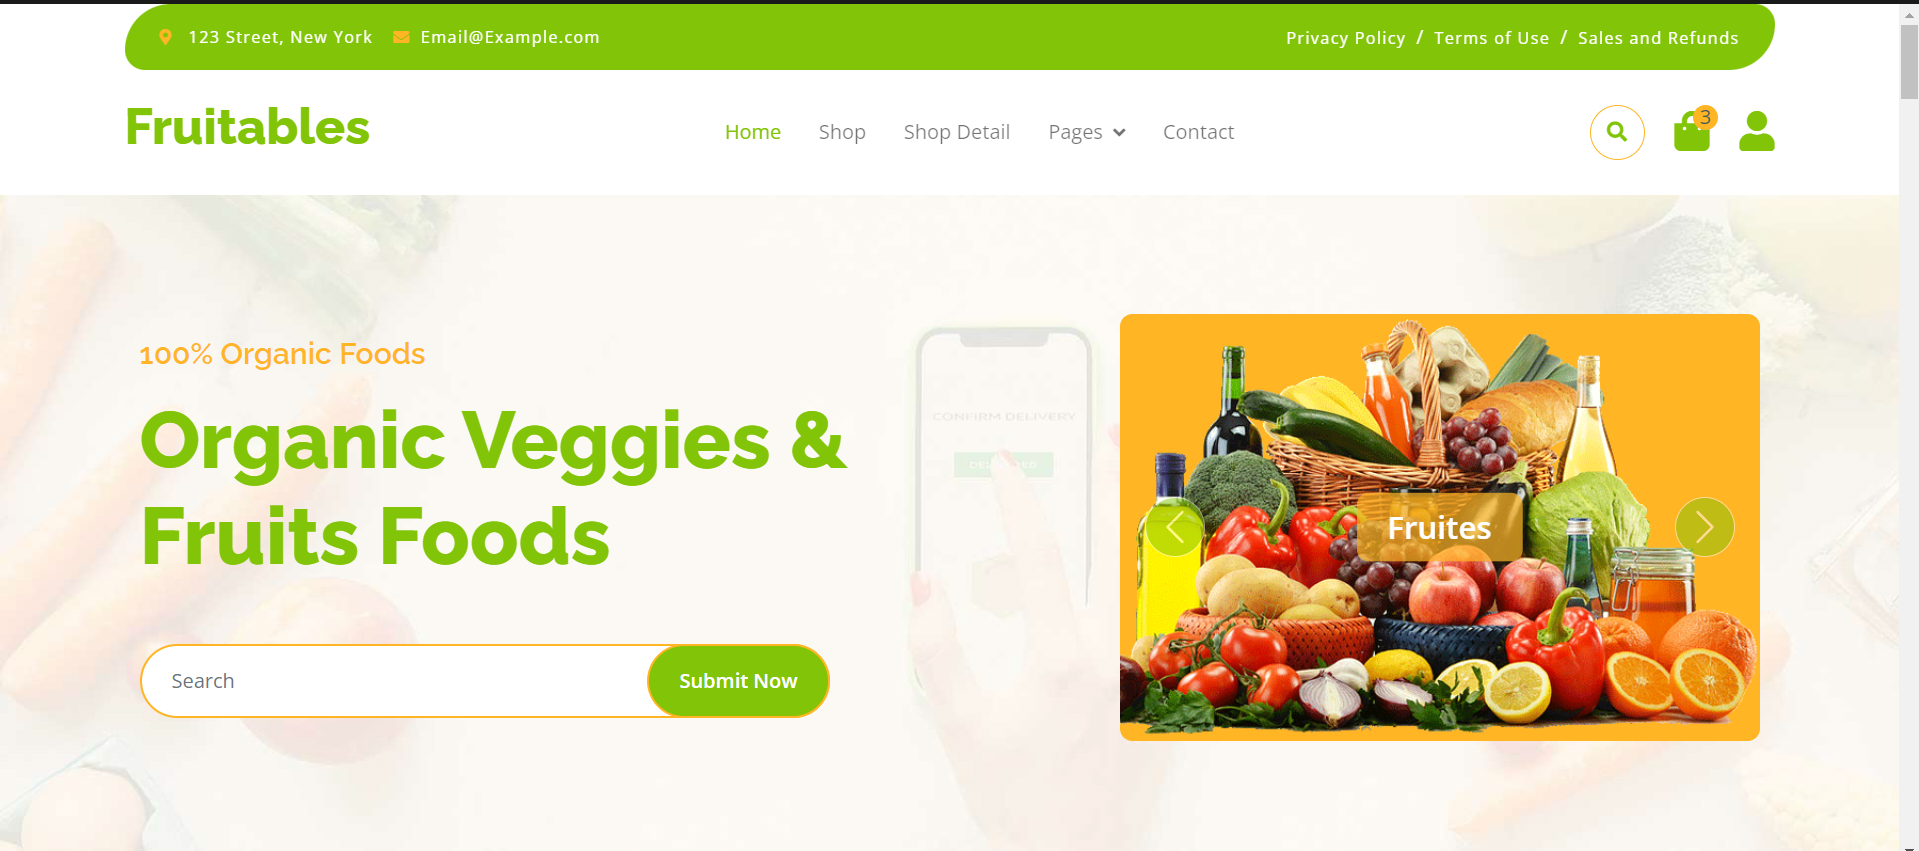 123 Street, New York Email@Example.com Privacy Policy / Terms of Use / Sales and Refunds
Fruitables Home Shop Shop Detail Pages Contact 3
100% Organic Foods
Organic Veggies &
Fruits Foods
CONFIRM DELIVERY
Fruites
Search Submit Now